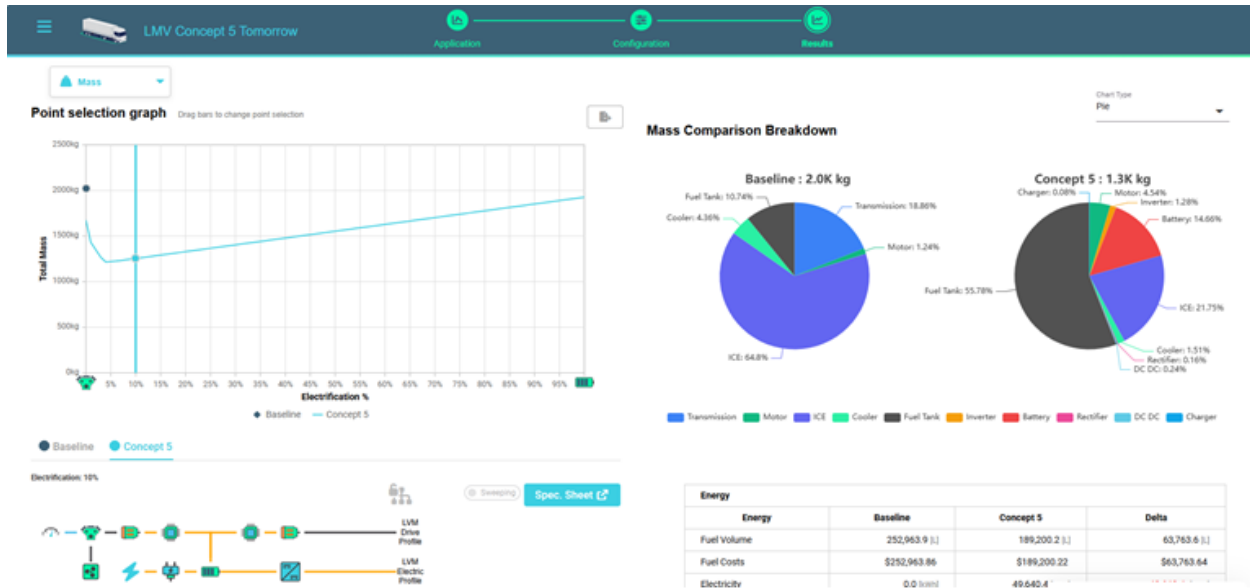 LMV Concept 5 Tomorrow
Application
Configuration
Results
Mass
Point selection graph Drag bars to change point selection
Total Mass
2500kg
2000kg
1500kg
1000kg
500kg
0kg
5% 10% 15% 20% 25% 30% 35% 40% 45% 50% 55% 60% 65% 70% 75% 80% 85% 90% 95%
Electrification %
Baseline Concept 5
Chart Type
Pie
Mass Comparison Breakdown
Baseline : 2.0K kg
Fuel Tank: 10.74%
Transmission: 18.86%
Cooler: 4.36%
Motor: 1.24%
ICE: 64.8%
Concept 5 : 1.3K kg
Charger: 0.08%
Motor: 4.54%
Inverter: 1.28%
Battery: 14.66%
Fuel Tank: 55.78%
ICE: 21.75%
Cooler: 1.51%
Rectifier: 0.16%
DC DC: 0.24%
Transmission Motor ICE Cooler Fuel Tank Inverter Battery Rectifier DC DC Charger
Baseline Concept 5
Electrification: 10%
Sweeping
Spec. Sheet
LVM
Drive
Profile
LVM
Electric
Profile
Energy
Energy Baseline Concept 5 Delta
Fuel Volume 252,963.9 [L] 189,200.2 [L] 63,763.6 [L]
Fuel Costs $252,963.86 $189,200.22 $63,763.64
Electricity 0.0 [kWh] 49,640.4